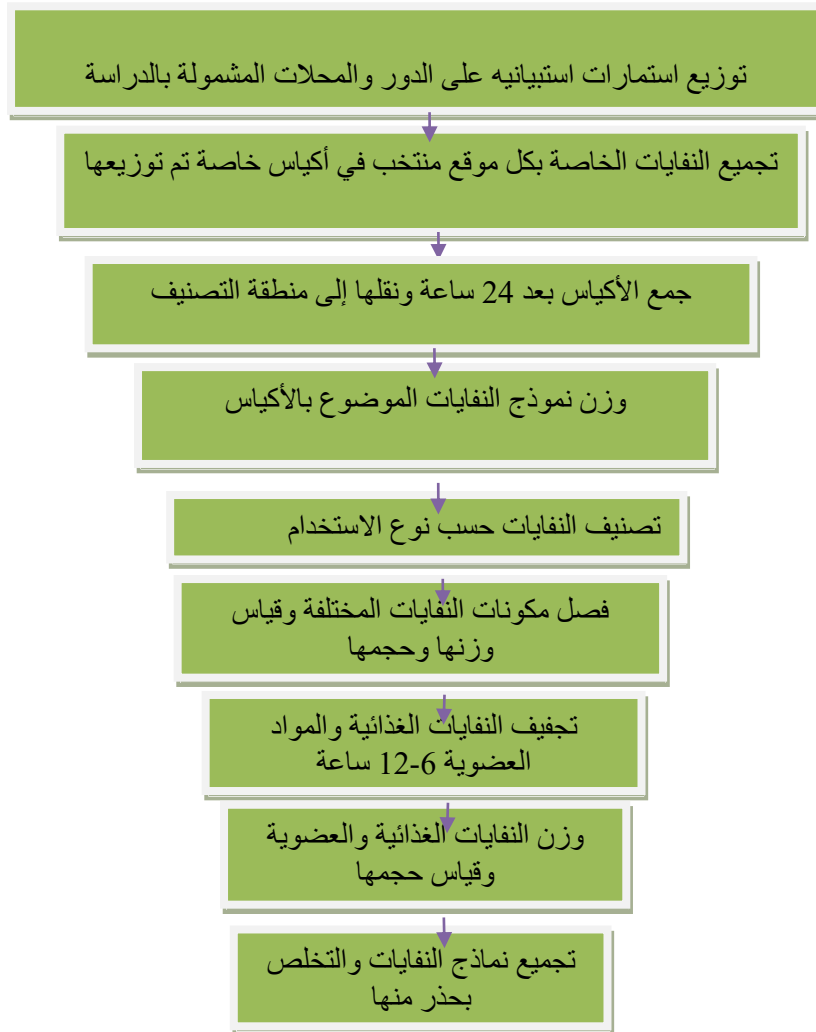 توزيع استمارات استبيانيه على الدور والمحلات المشمولة بالدراسة
تجميع النفايات الخاصة بكل موقع منتخب في أكياس خاصة تم توزيعها
جمع الأكياس بعد 24 ساعة ونقلها إلى منطقة التصنيف
وزن نموذج النفايات الموضوع بالأكياس
تصنيف النفايات حسب نوع الاستخدام
فصل مكونات النفايات المختلفة وقياس
وزنها وحجمها
تجفيف النفايات الغذائية والمواد
العضوية 6-12 ساعة
وزن النفايات الغذائية والعضوية
وقياس حجمها
تجميع نماذج النفايات والتخلص
بحذر منها